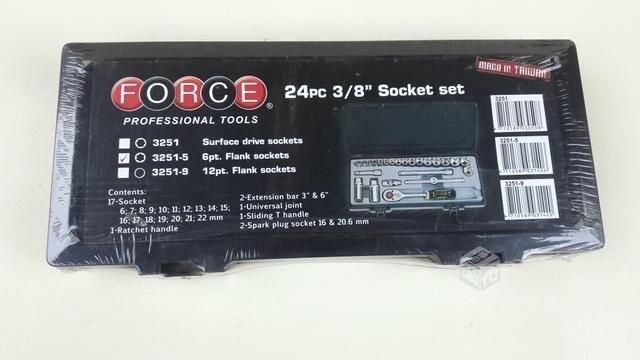 FORCE®
PROFESSIONAL TOOLS
24PC 3/8" Socket set
MADE IN TAIWAN
3251 Surface drive sockets
3251-5 6pt. Flank sockets
3251-9 12pt. Flank sockets
Contents:
17-Socket
6; 7; 8; 9; 10; 11; 12; 13; 14; 15;
16; 17; 18; 19; 20; 21; 22 mm
1-Ratchet handle
2-Extension bar 3" & 6"
1-Universal joint
1-Sliding T handle
2-Spark plug socket 16 & 20.6 mm
3251
3251-5
3251-9